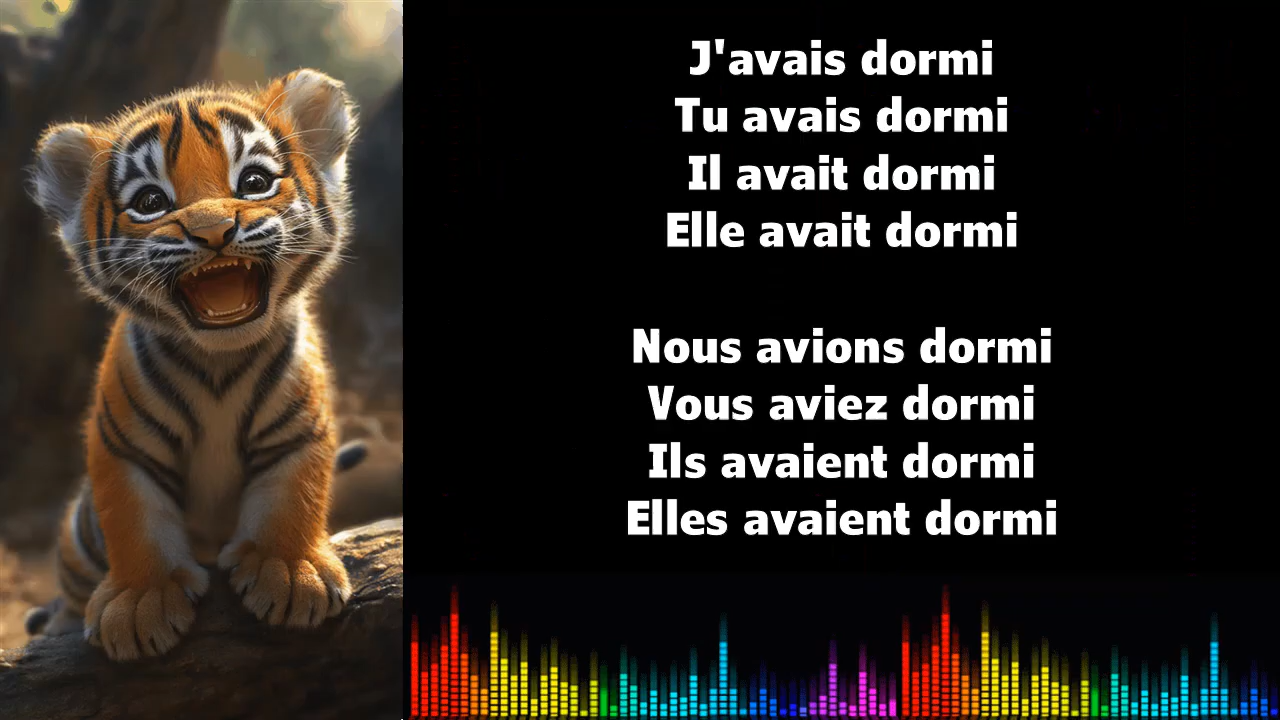 J'avais dormi
Tu avais dormi
Il avait dormi
Elle avait dormi
Nous avions dormi
Vous aviez dormi
Ils avaient dormi
Elles avaient dormi